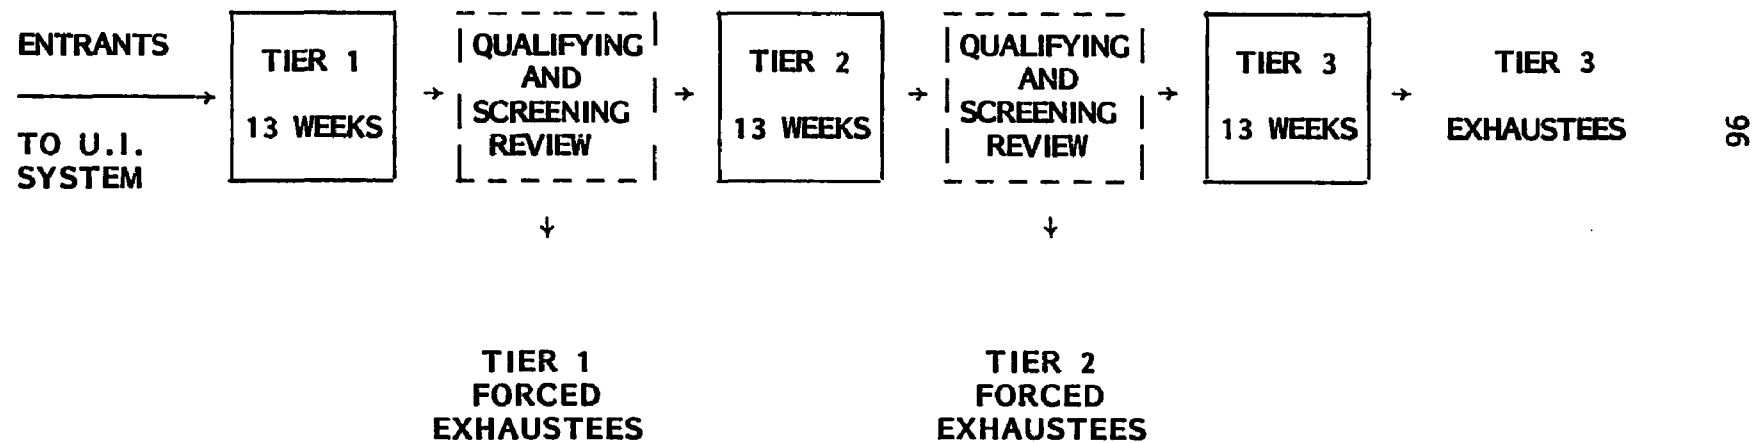 ENTRANTS
TO U.I.
SYSTEM
TIER 1
13 WEEKS
QUALIFYING
AND
SCREENING
REVIEW
TIER 2
13 WEEKS
QUALIFYING
AND
SCREENING
REVIEW
TIER 3
13 WEEKS
TIER 3
EXHAUSTEES
TIER 1
FORCED
EXHAUSTEES
TIER 2
FORCED
EXHAUSTEES
96